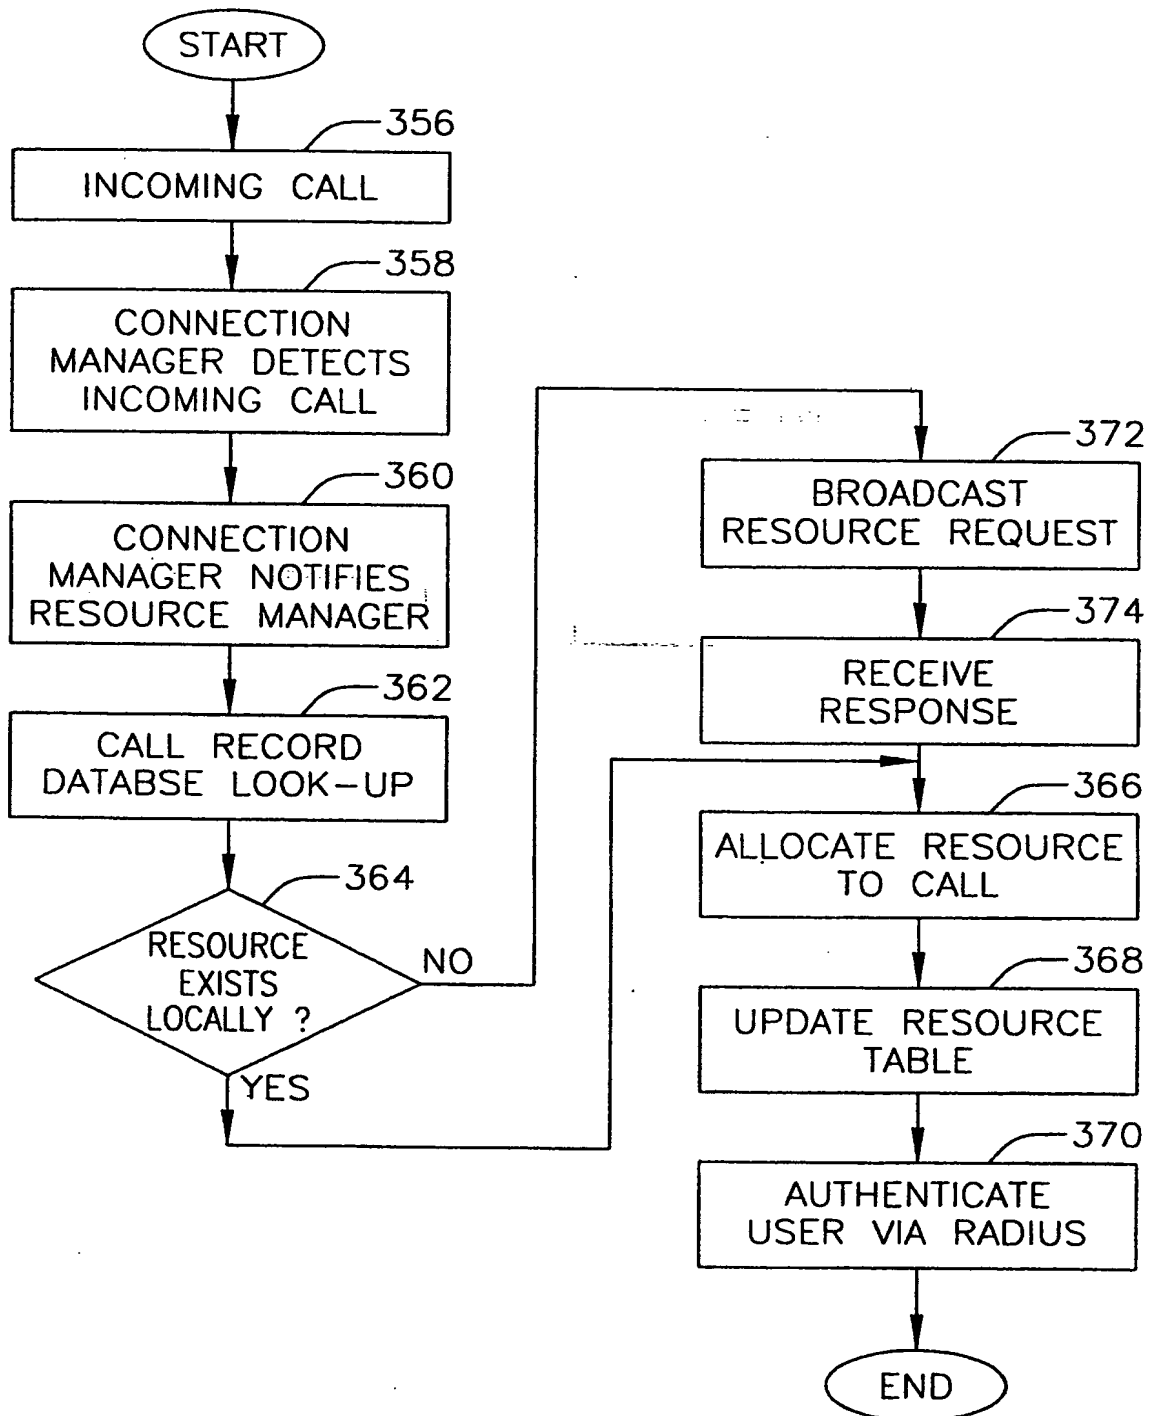 START
356
INCOMING CALL
358
CONNECTION
MANAGER DETECTS
INCOMING CALL
360
CONNECTION
MANAGER NOTIFIES
RESOURCE MANAGER
362
CALL RECORD
DATABSE LOOK-UP
364
RESOURCE
EXISTS
LOCALLY ?
NO
YES
372
BROADCAST
RESOURCE REQUEST
374
RECEIVE
RESPONSE
366
ALLOCATE RESOURCE
TO CALL
368
UPDATE RESOURCE
TABLE
370
AUTHENTICATE
USER VIA RADIUS
END